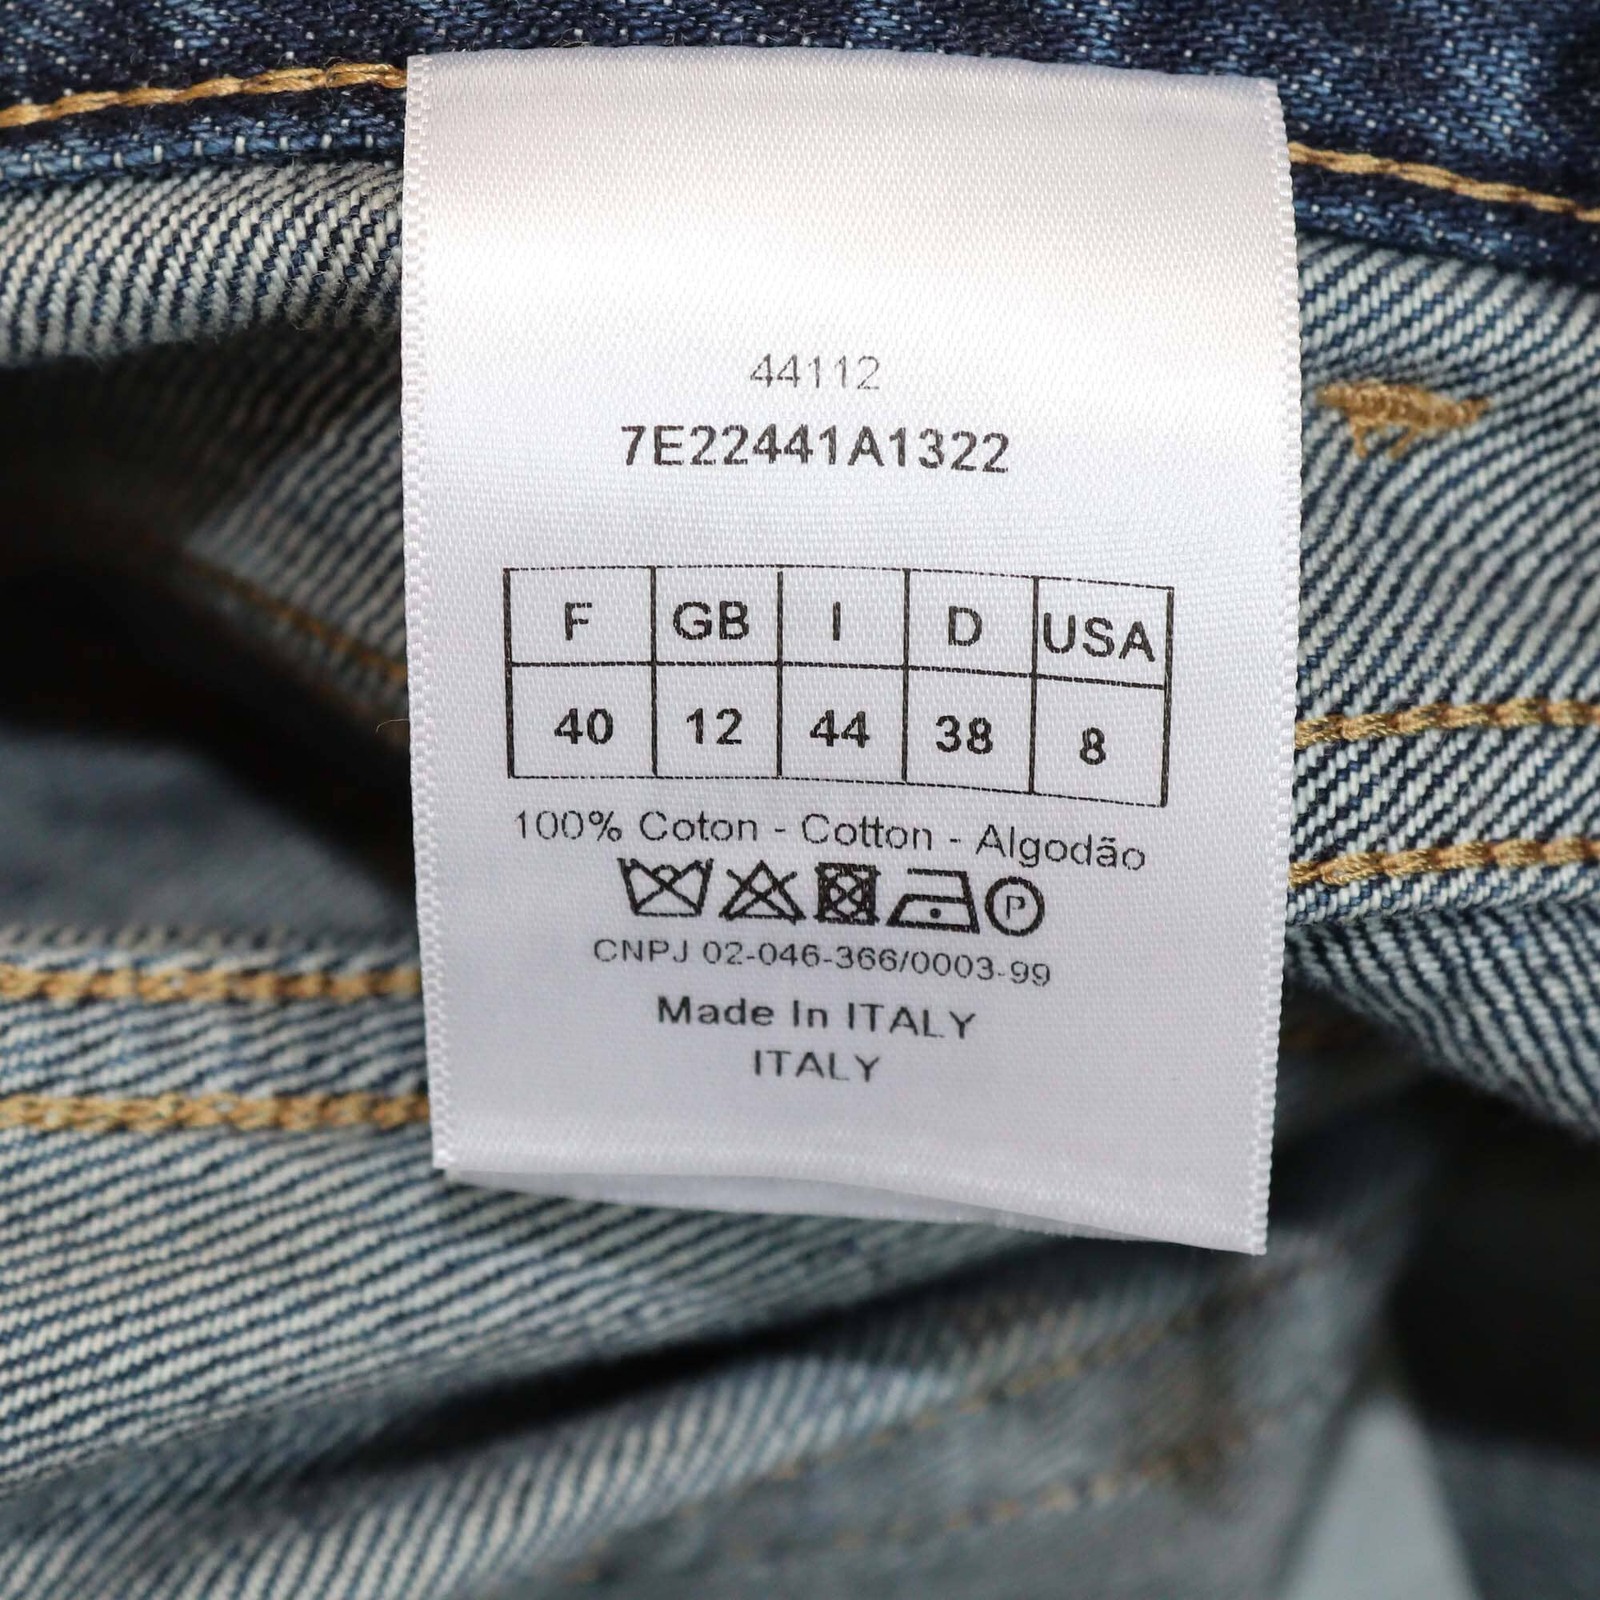 44112
7E22441A1322
F GB I D USA
40 12 44 38 8
100% Coton - Cotton - Algodão
P
CNPJ 02-046-366/0003-99
Made In ITALY
ITALY